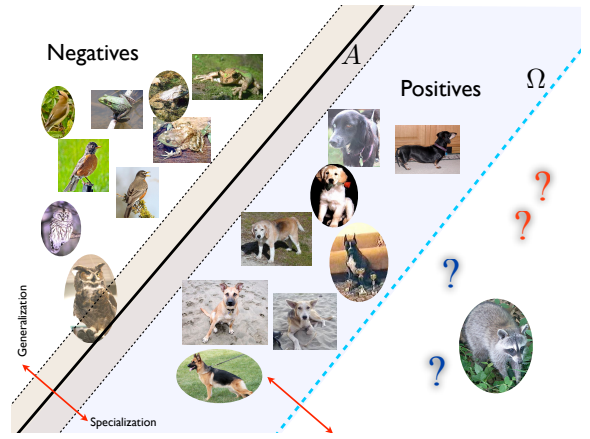 Negatives
A
Positives
Ω
?
?
?
?
Generalization
Specialization